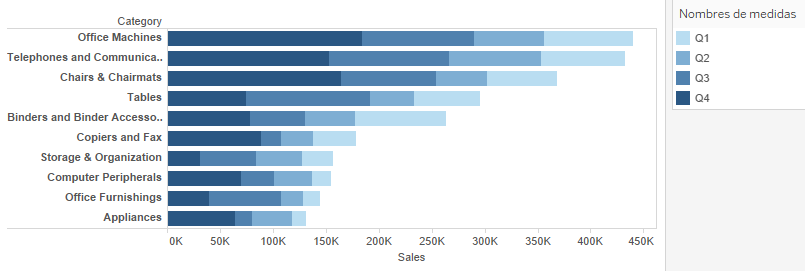 Category
Office Machines
Telephones and Communica..
Chairs & Chairmats
Tables
Binders and Binder Accesso..
Copiers and Fax
Storage & Organization
Computer Peripherals
Office Furnishings
Appliances
0K 50K 100K 150K 200K 250K 300K 350K 400K 450K
Sales
Nombres de medidas
Q1
Q2
Q3
Q4